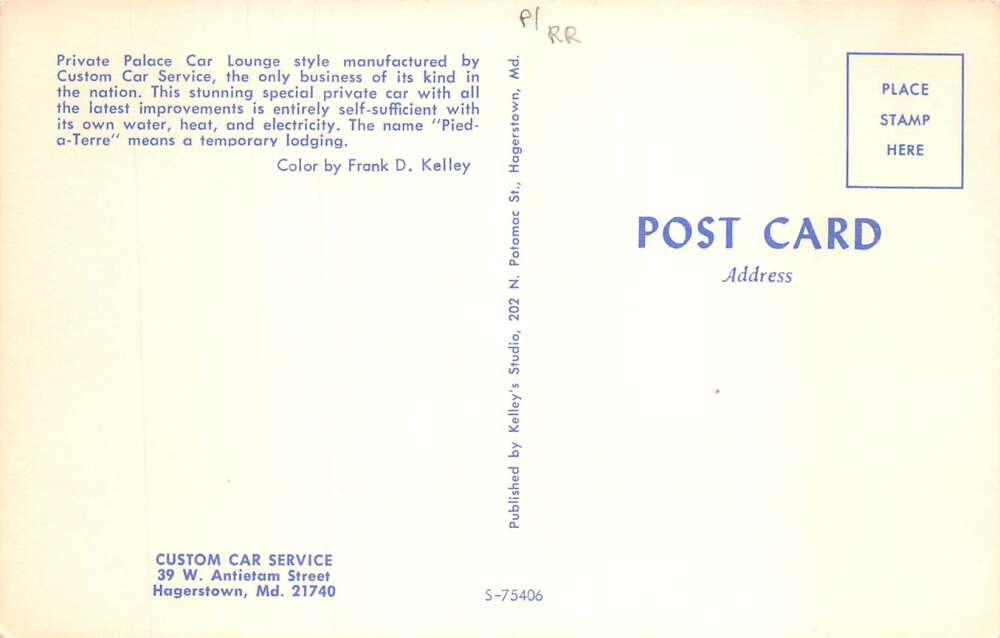 P/
RR
Private Palace Car Lounge style manufactured by
Custom Car Service, the only business of its kind in
the nation. This stunning special private car with all
the latest improvements is entirely self-sufficient with
its own water, heat, and electricity. The name "Pied-
a-Terre" means a temporary lodging.
Color by Frank D. Kelley
CUSTOM CAR SERVICE
39 W. Antietam Street
Hagerstown, Md. 21740
Published by Kelley's Studio, 202 N. Potomac St., Hagerstown, Md.
S-75406
PLACE
STAMP
HERE
POST CARD
Address